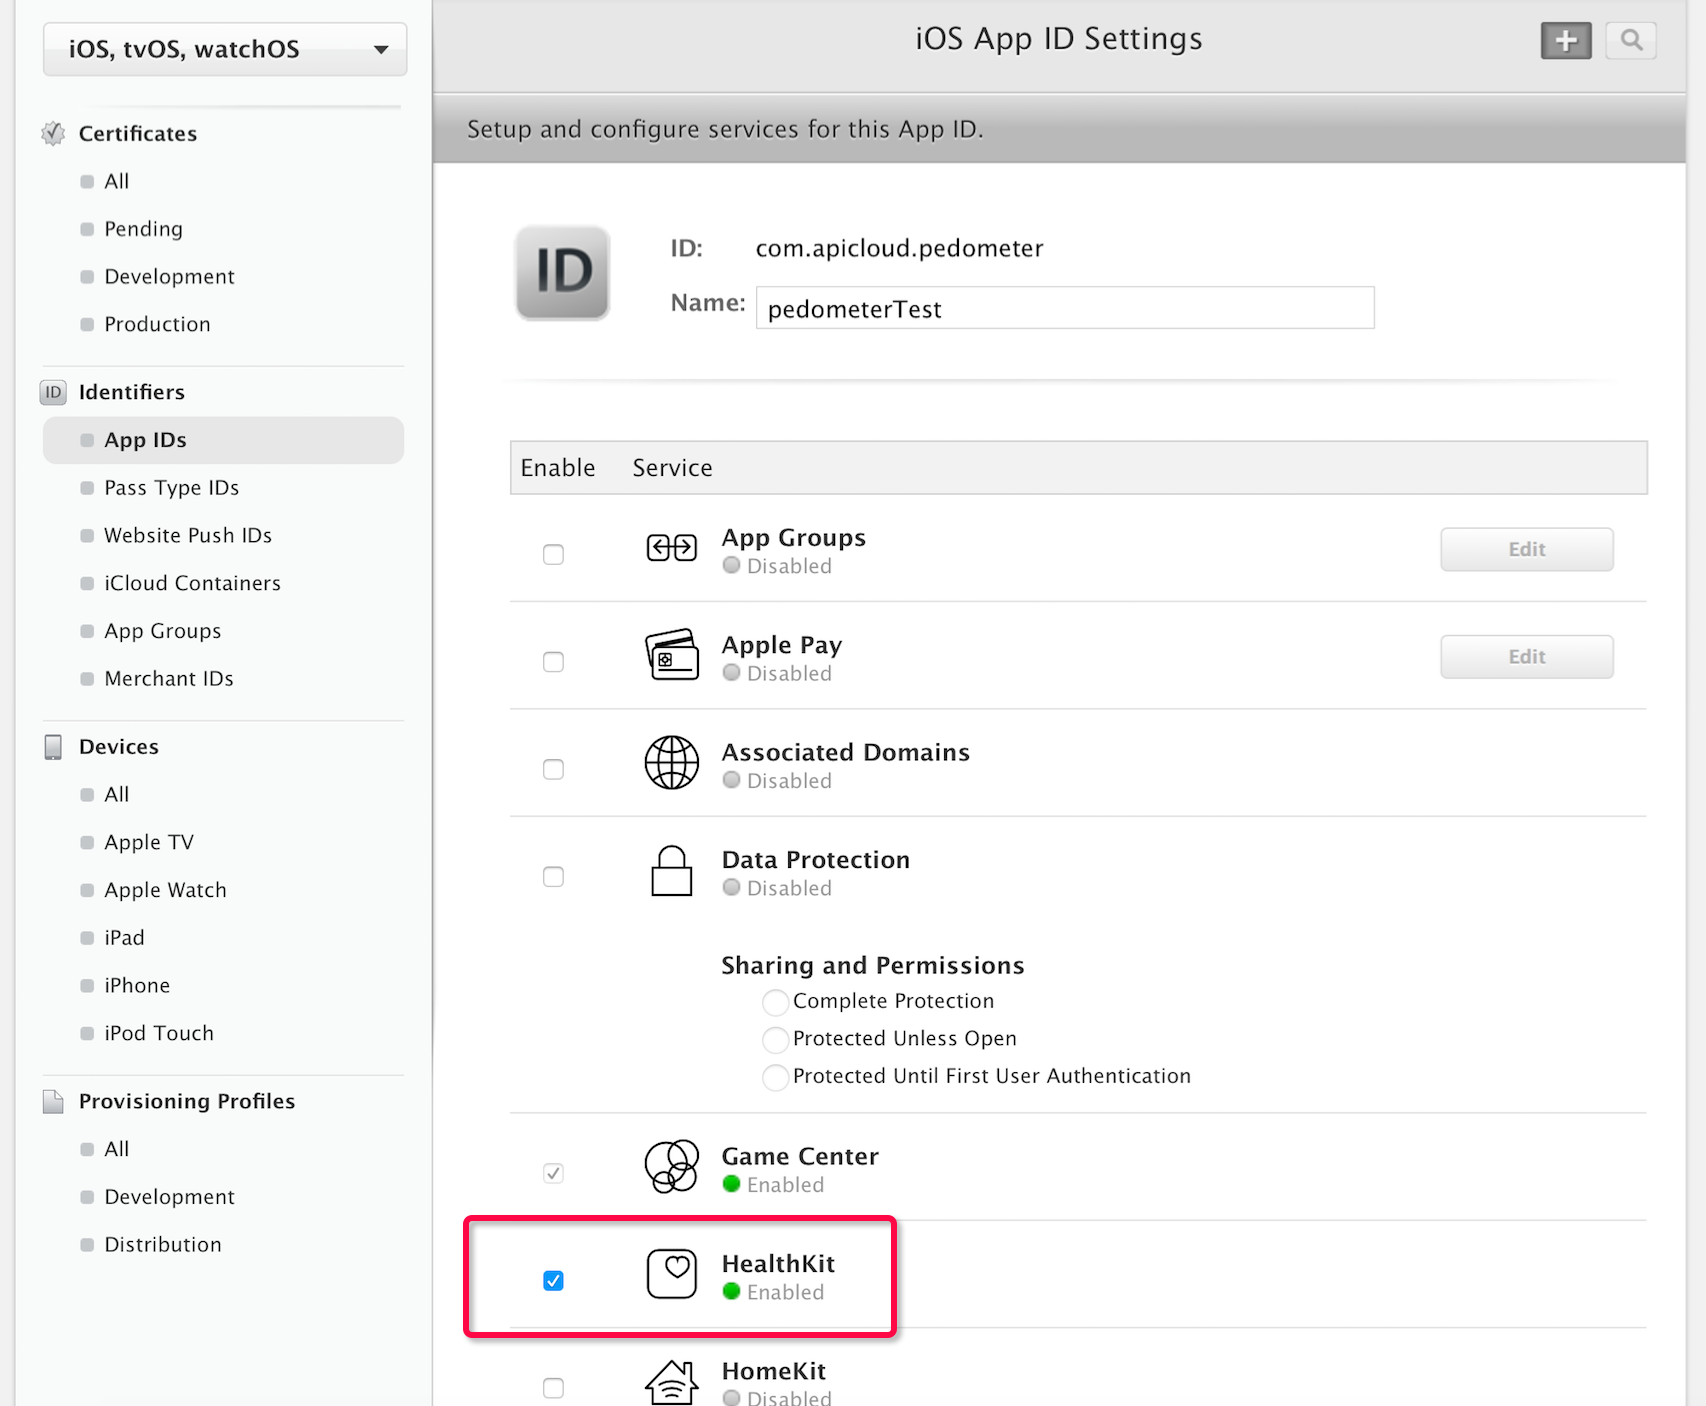 iOS, tvOS, watchOS
Certificates
All
Pending
Development
Production
ID Identifiers
App IDs
Pass Type IDs
Website Push IDs
iCloud Containers
App Groups
Merchant IDs
Devices
All
Apple TV
Apple Watch
iPad
iPhone
iPod Touch
Provisioning Profiles
All
Development
Distribution
iOS App ID Settings
Setup and configure services for this App ID.
ID
ID: com.apicloud.pedometer
Name: pedometerTest
Enable Service
App Groups
Disabled
Edit
Apple Pay
Disabled
Edit
Associated Domains
Disabled
Data Protection
Disabled
Sharing and Permissions
Complete Protection
Protected Unless Open
Protected Until First User Authentication
Game Center
Enabled
HealthKit
Enabled
HomeKit
Disabled